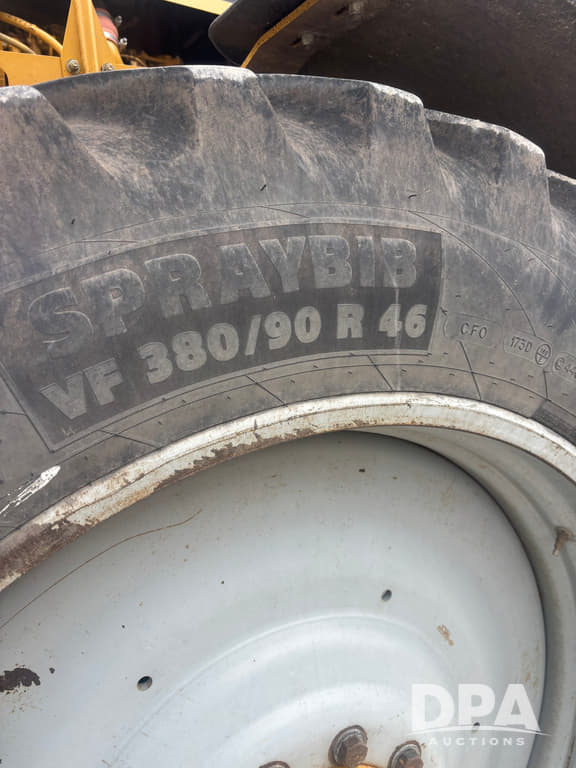 SPRAYBIB
VF 380/90 R 46
CFO
173D
DPA
AUCTIONS